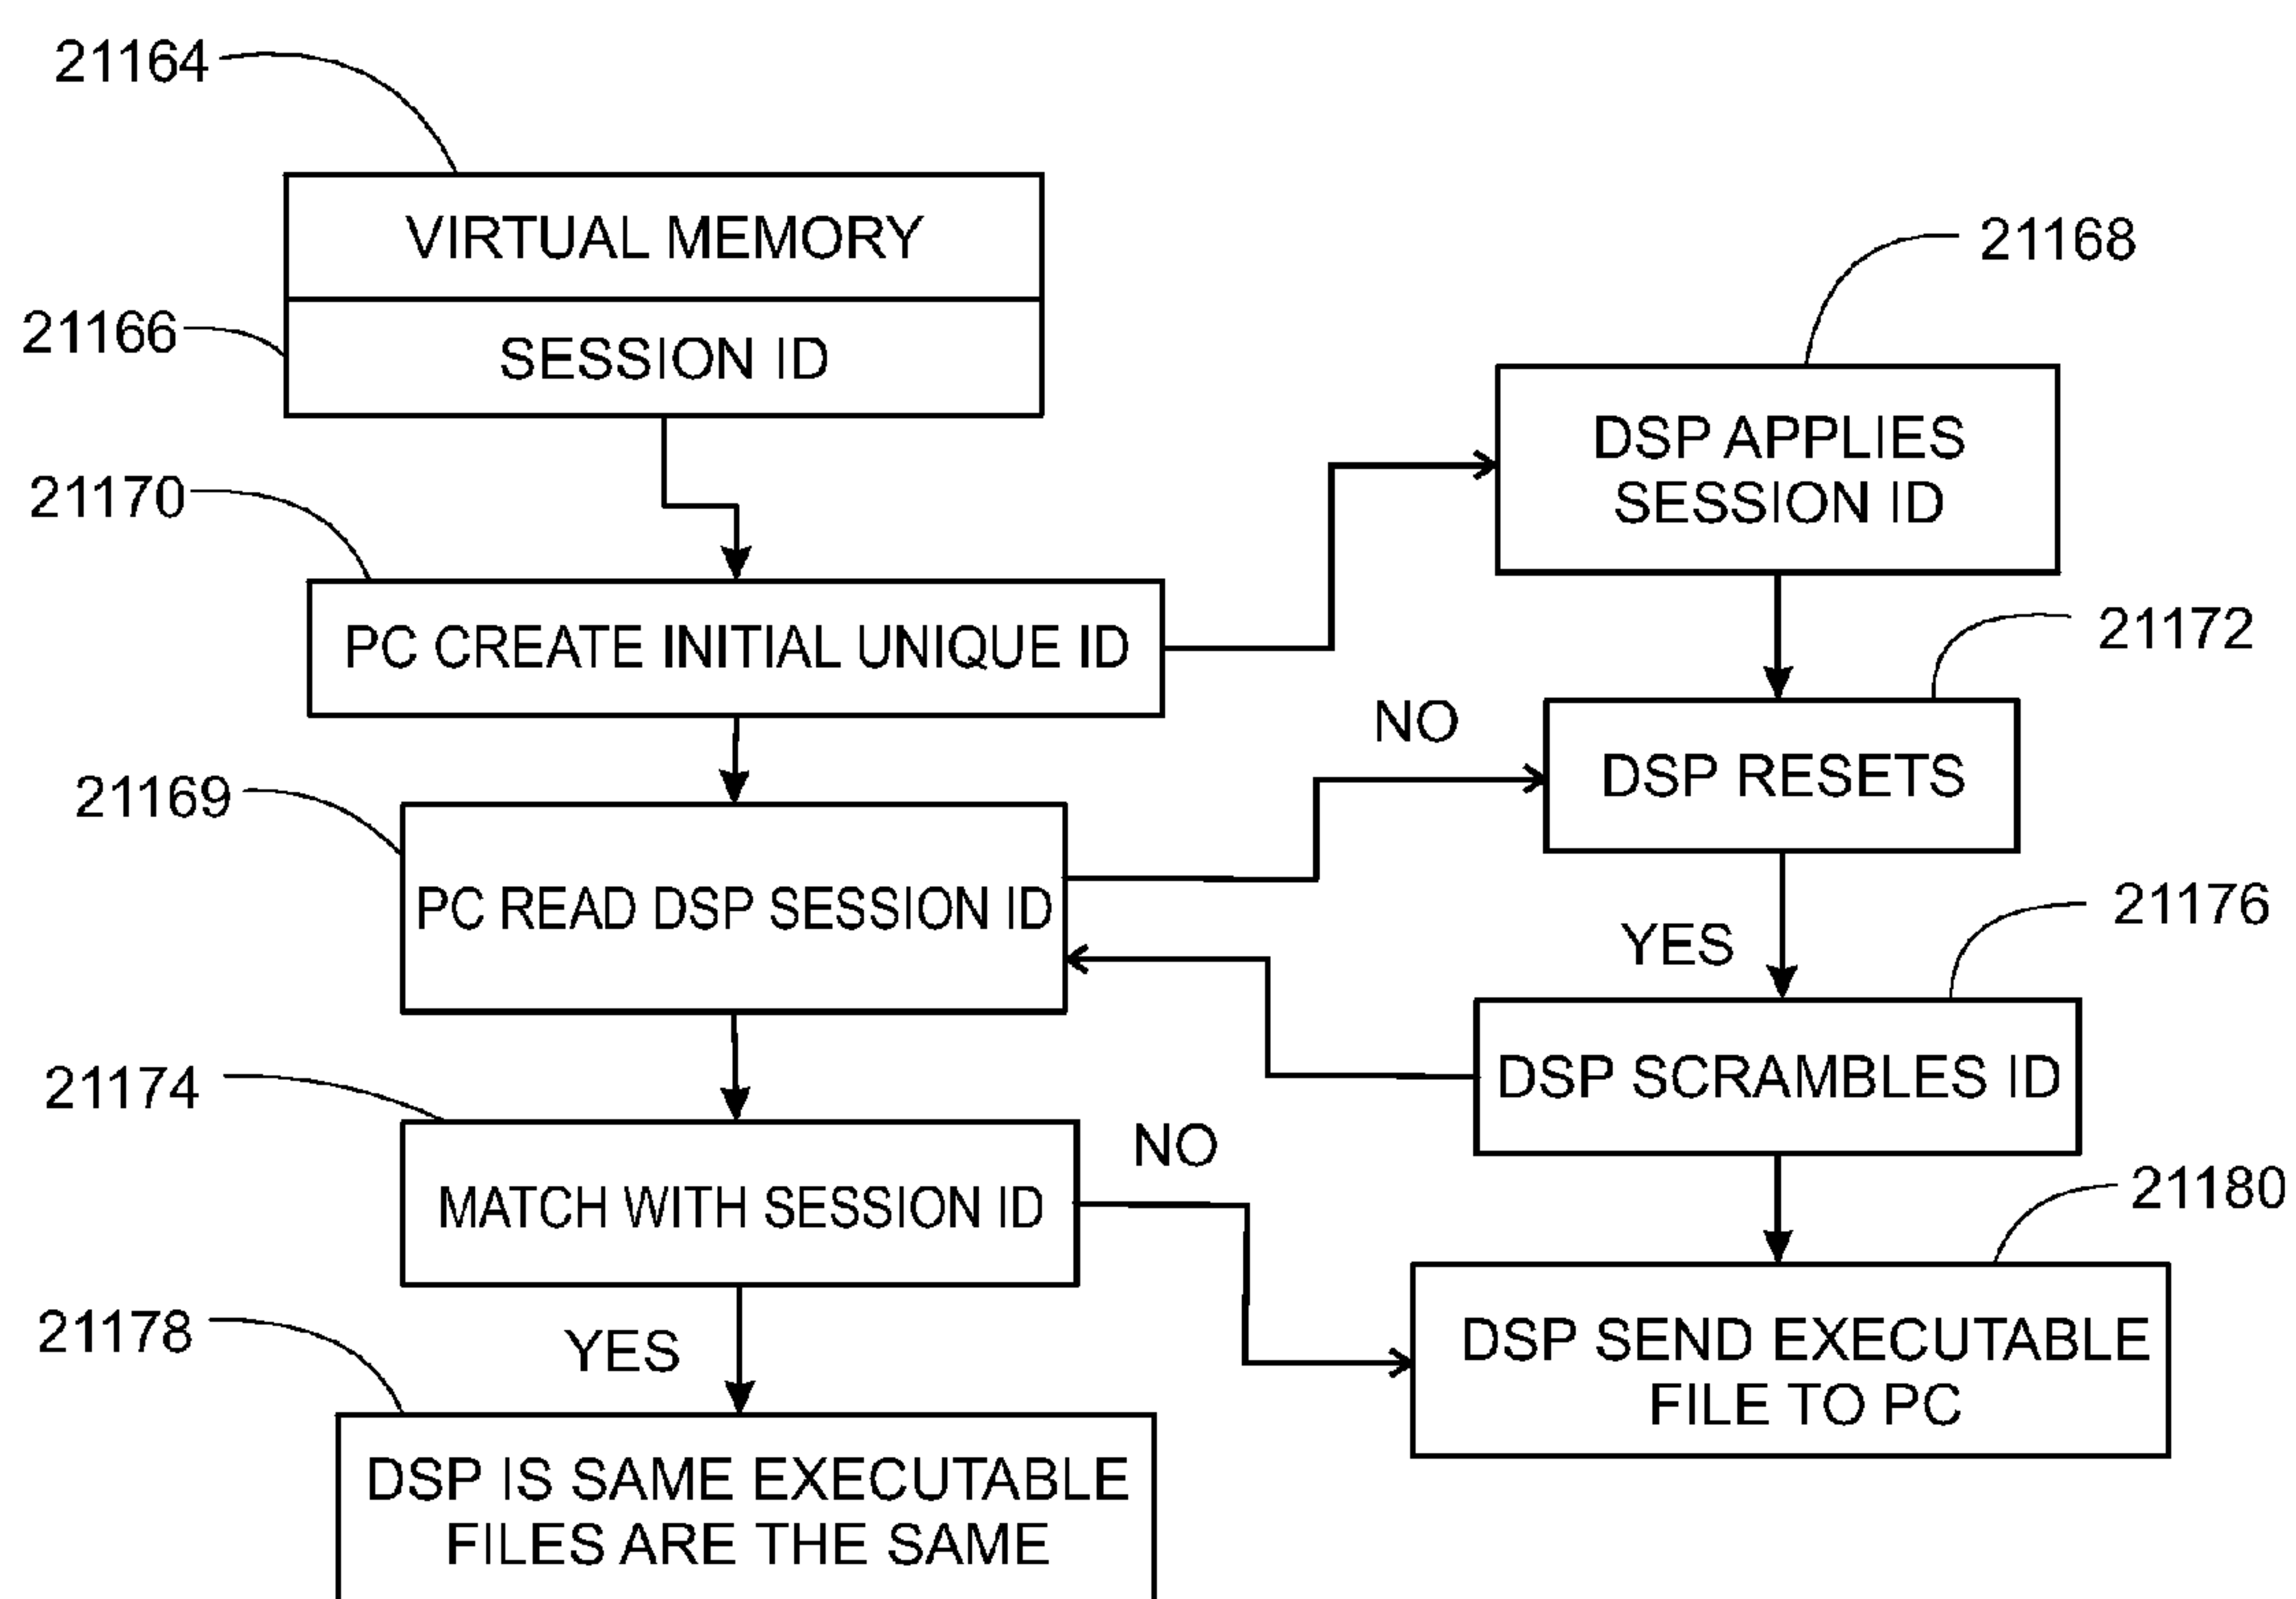 21164
VIRTUAL MEMORY
21168
21166
SESSION ID
DSP APPLIES
SESSION ID
21170
21172
PC CREATE INITIAL UNIQUE ID
NO
DSP RESETS
21169
PC READ DSP SESSION ID
21176
YES
DSP SCRAMBLES ID
21174
NO
MATCH WITH SESSION ID
21180
21178
YES
DSP SEND EXECUTABLE
FILE TO PC
DSP IS SAME EXECUTABLE
FILES ARE THE SAME